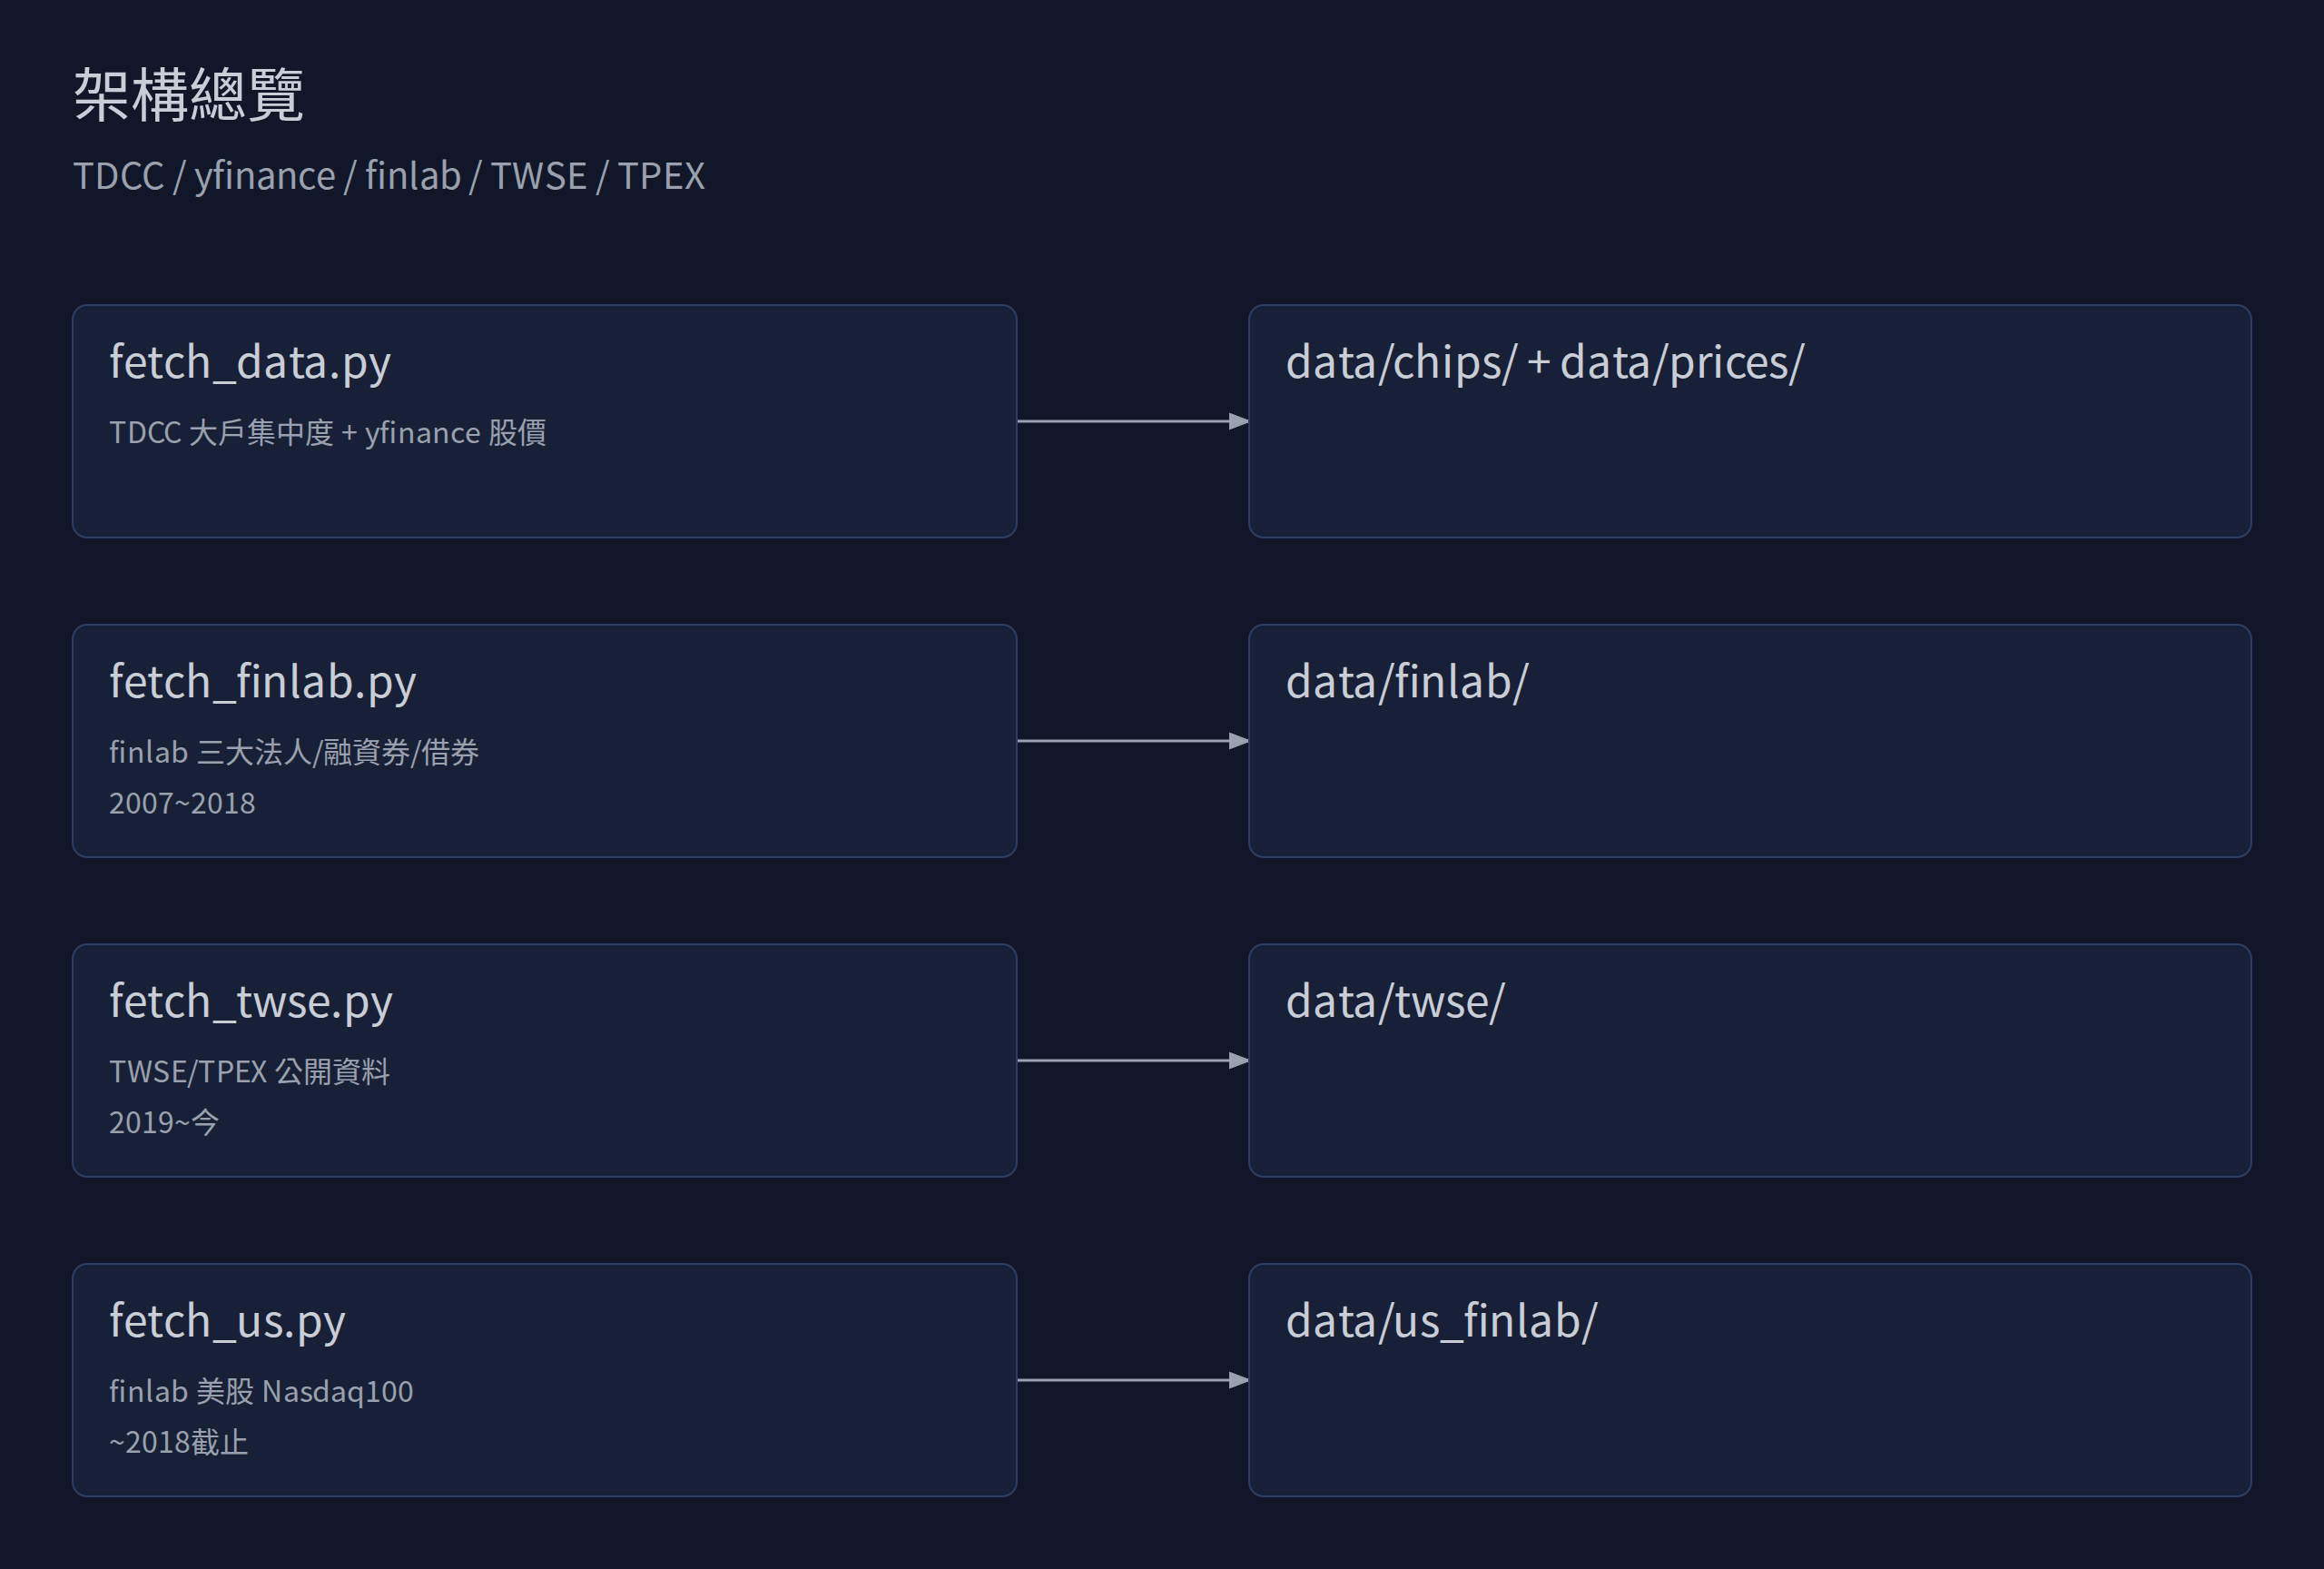 架構總覽
TDCC / yfinance / finlab / TWSE / TPEX
fetch_data.py
TDCC 大戶集中度 + yfinance 股價
data/chips/ + data/prices/
fetch_finlab.py
finlab 三大法人/融資券/借券
2007~2018
data/finlab/
fetch_twse.py
TWSE/TPEX 公開資料
2019~今
data/twse/
fetch_us.py
finlab 美股 Nasdaq100
~2018截止
data/us_finlab/